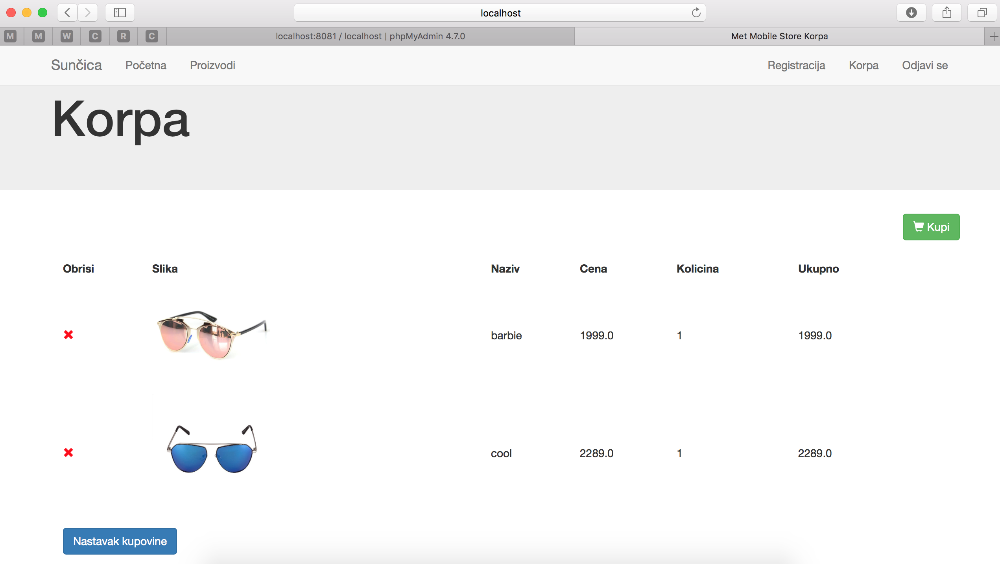 localhost
M M W C R C localhost:8081 / localhost | phpMyAdmin 4.7.0 Met Mobile Store Korpa
Sunčica Početna Proizvodi Registracija Korpa Odjavi se
Korpa
Kupi
Obrisi Slika Naziv Cena Kolicina Ukupno
barbie 1999.0 1 1999.0
cool 2289.0 1 2289.0
Nastavak kupovine